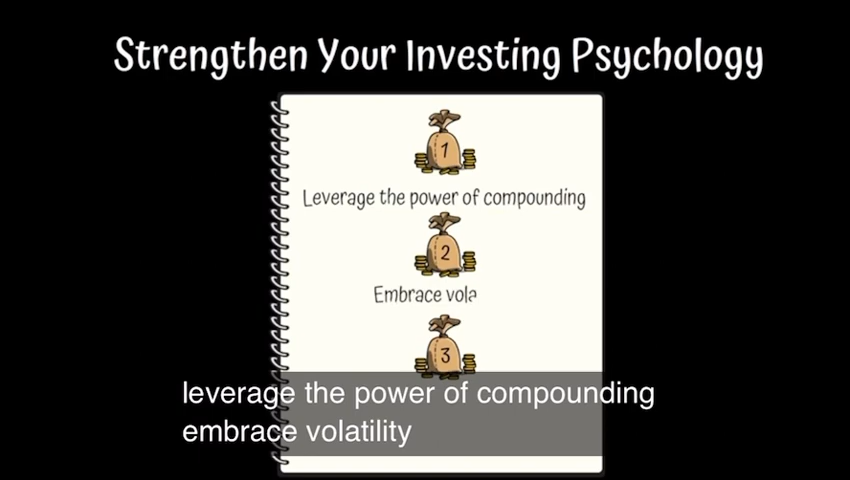 Strengthen Your Investing Psychology
1
Leverage the power of compounding
2
Embrace vola
3
leverage the power of compounding
embrace volatility